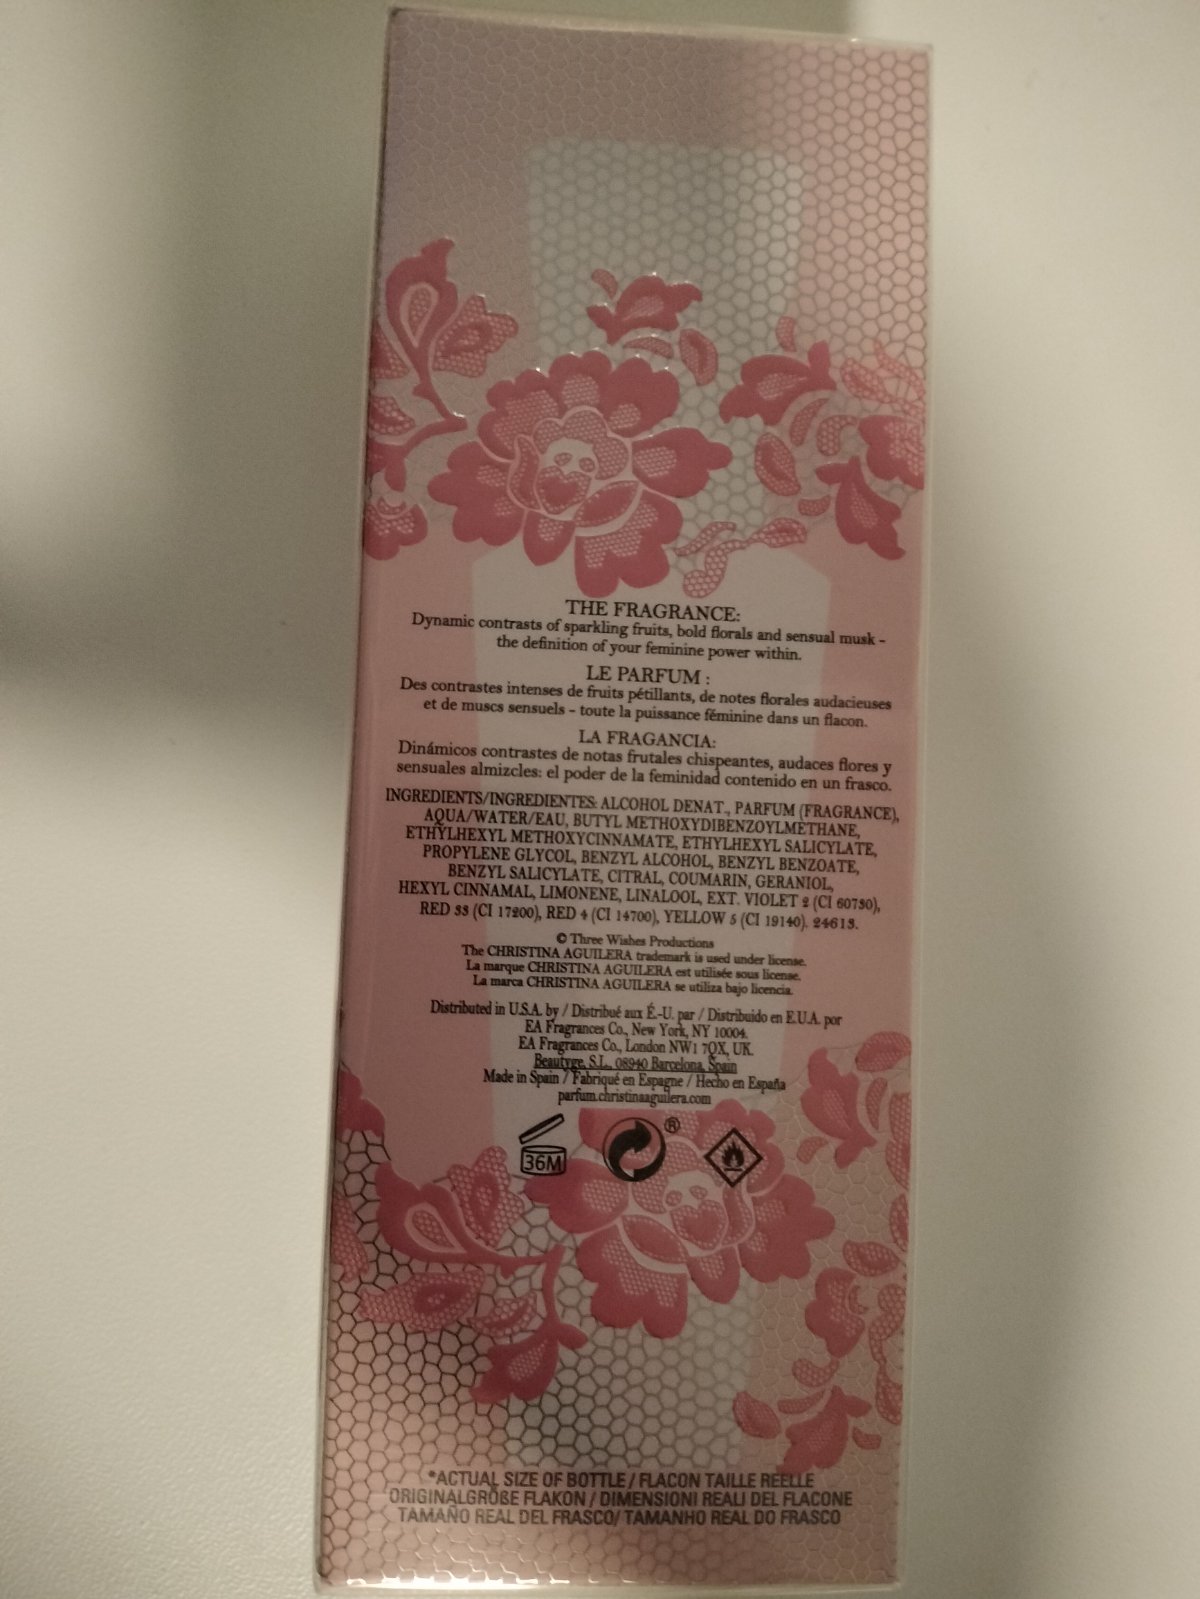 THE FRAGRANCE:
Dynamic contrasts of sparkling fruits, bold florals and sensual musk -
the definition of your feminine power within.
LE PARFUM :
Des contrastes intenses de fruits pétillants, de notes florales audacieuses
et de muscs sensuels - toute la puissance féminine dans un flacon.
LA FRAGANCIA:
Dinámicos contrastes de notas frutales chispeantes, audaces flores y
sensuales almizcles: el poder de la feminidad contenido en un frasco.
INGREDIENTS/INGREDIENTES: ALCOHOL DENAT., PARFUM (FRAGRANCE),
AQUA/WATER/EAU, BUTYL METHOXYDIBENZOYLMETHANE,
ETHYLHEXYL METHOXYCINNAMATE, ETHYLHEXYL SALICYLATE,
PROPYLENE GLYCOL, BENZYL ALCOHOL, BENZYL BENZOATE,
BENZYL SALICYLATE, CITRAL, COUMARIN, GERANIOL,
HEXYL CINNAMAL, LIMONENE, LINALOOL, EXT. VIOLET 2 (CI 60730),
RED 33 (CI 17200), RED 4 (CI 14700), YELLOW 5 (CI 19140). 24613.
© Three Wishes Productions
The CHRISTINA AGUILERA trademark is used under license.
La marque CHRISTINA AGUILERA est utilisée sous license.
La marca CHRISTINA AGUILERA se utiliza bajo licencia.
Distributed in U.S.A. by / Distribué aux É.-U. par / Distribuido en E.U.A. por
EA Fragrances Co., New York, NY 10004.
EA Fragrances Co., London NW1 7QX, UK.
Beautyge, S.L., 08940 Barcelona, Spain
Made in Spain / Fabriqué en Espagne / Hecho en España
parfum.christinaaguilera.com
36M ®
*ACTUAL SIZE OF BOTTLE / FLACON TAILLE REELLE
ORIGINALGRÖßE FLAKON / DIMENSIONI REALI DEL FLACONE
TAMAÑO REAL DEL FRASCO/ TAMANHO REAL DO FRASCO